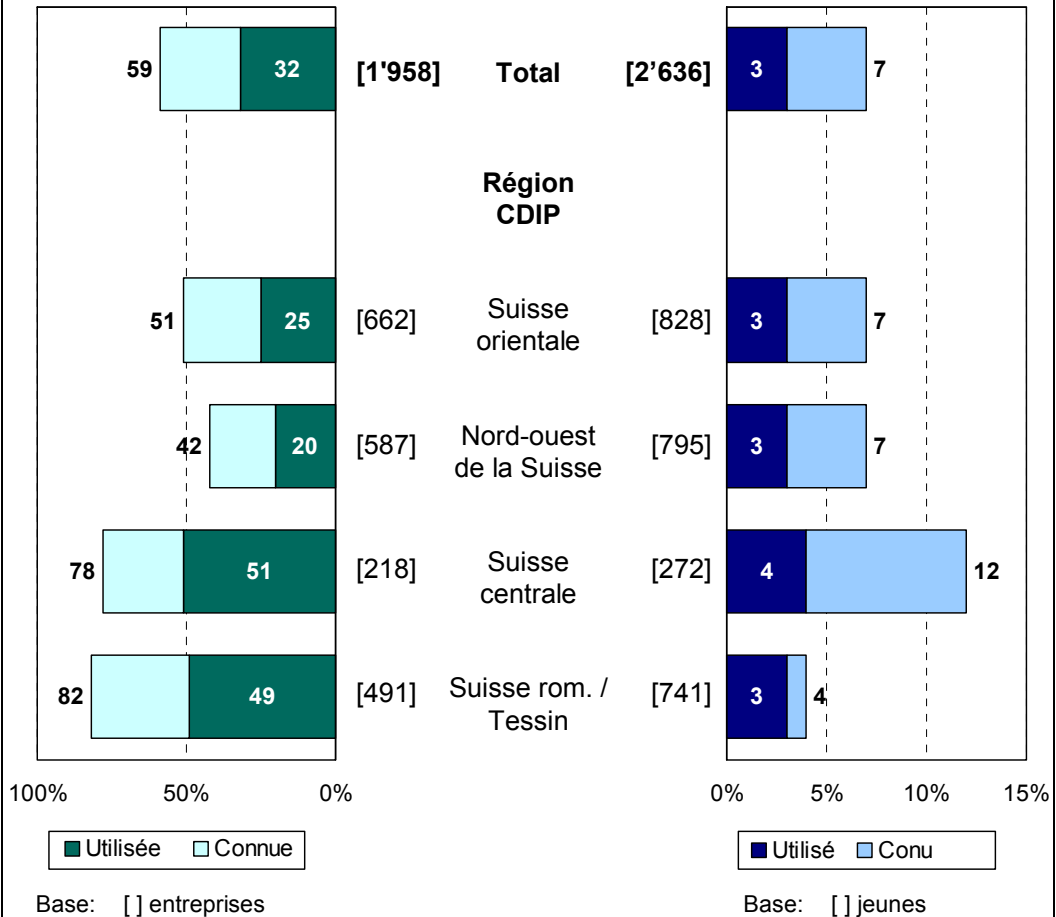 59 32 [1'958] Total [2’636] 3 7
Région
CDIP
51 25 [662] Suisse orientale [828] 3 7
42 20 [587] Nord-ouest de la Suisse [795] 3 7
78 51 [218] Suisse centrale [272] 4 12
82 49 [491] Suisse rom. / Tessin [741] 3 4
100% 50% 0% 0% 5% 10% 15%
Utilisée Connue Utilisé Conu
Base: [ ] entreprises Base: [ ] jeunes